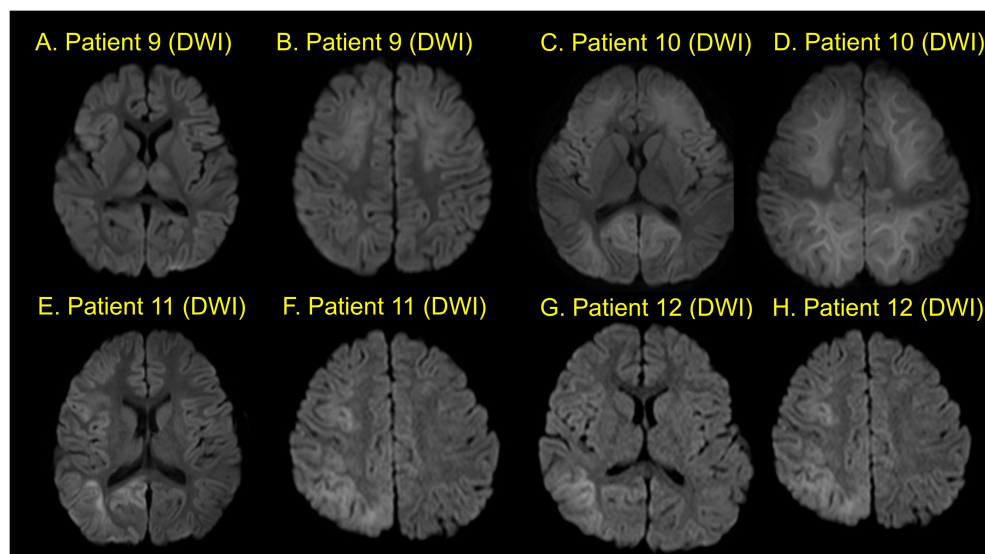 A. Patient 9 (DWI)
B. Patient 9 (DWI)
C. Patient 10 (DWI)
D. Patient 10 (DWI)
E. Patient 11 (DWI)
F. Patient 11 (DWI)
G. Patient 12 (DWI)
H. Patient 12 (DWI)